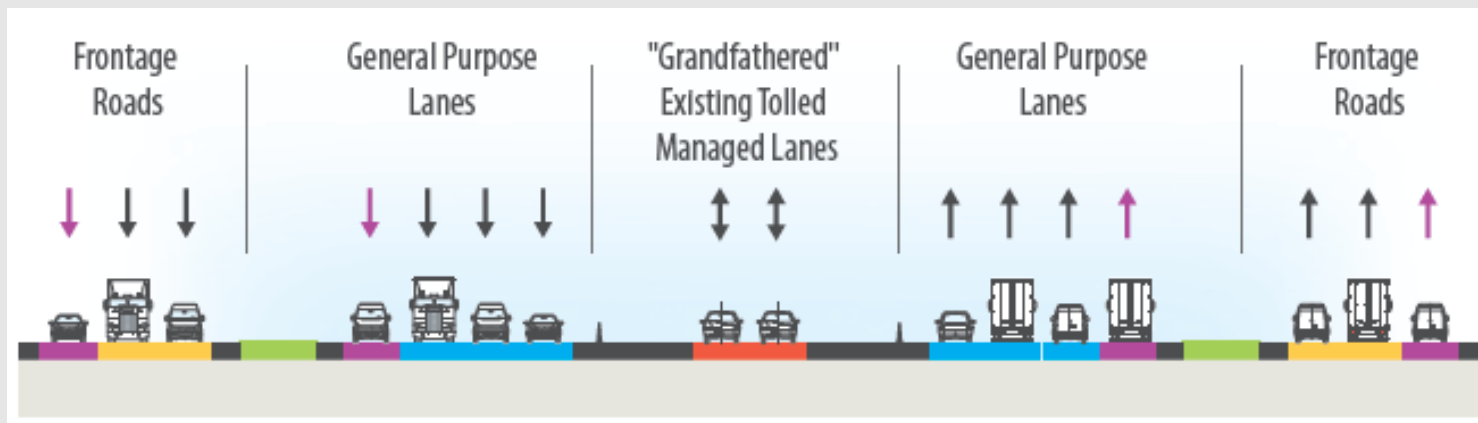 Frontage
Roads
General Purpose
Lanes
"Grandfathered"
Existing Tolled
Managed Lanes
General Purpose
Lanes
Frontage
Roads